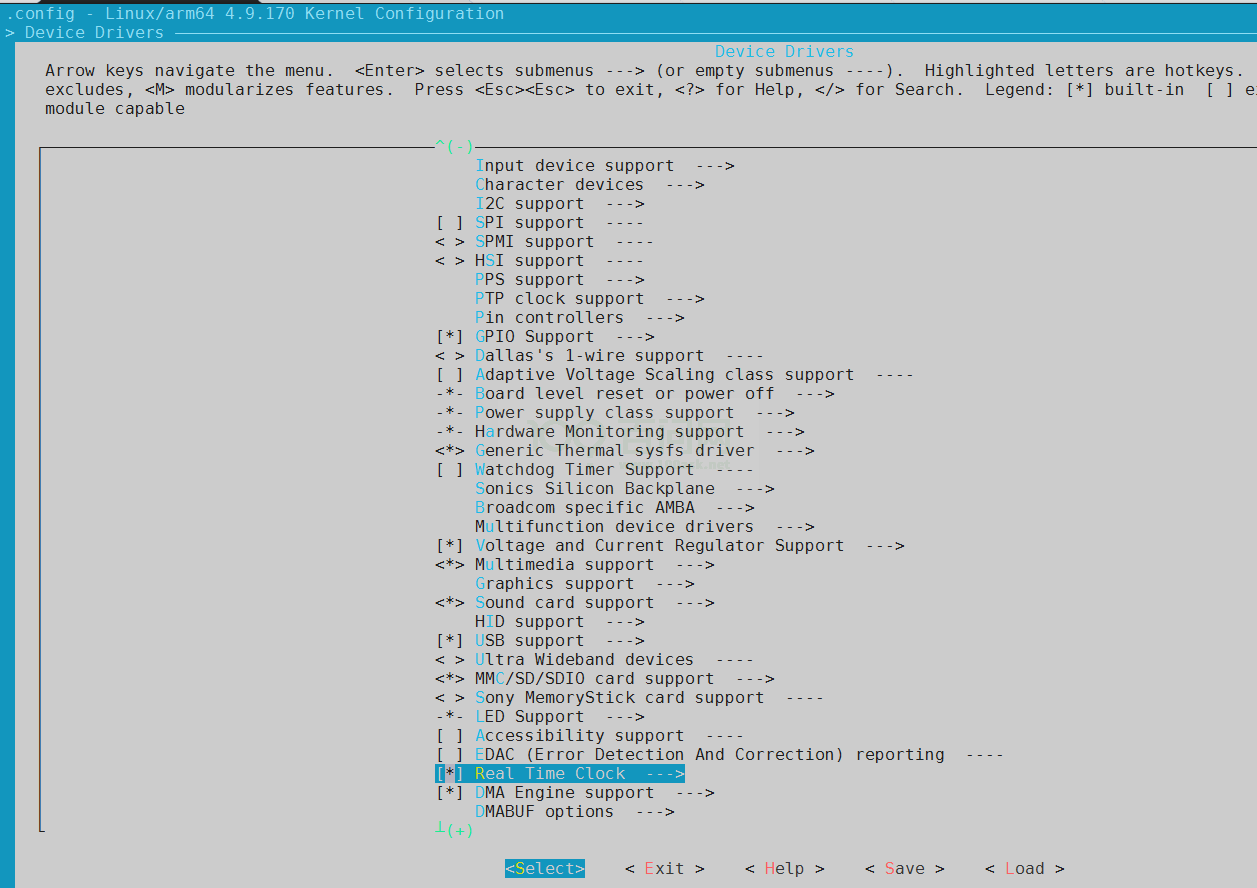 .config - Linux/arm64 4.9.170 Kernel Configuration
> Device Drivers
Device Drivers
Arrow keys navigate the menu.  <Enter> selects submenus ---> (or empty submenus ----).  Highlighted letters are hotkeys.
excludes, <M> modularizes features.  Press <Esc><Esc> to exit, <?> for Help, </> for Search.  Legend: [*] built-in  [ ] e
module capable
^(-)
Input device support  --->
Character devices  --->
I2C support  --->
[ ] SPI support  ----
< > SPMI support  ----
< > HSI support  ----
PPS support  --->
PTP clock support  --->
Pin controllers  --->
[*] GPIO Support  --->
< > Dallas's 1-wire support  ----
[ ] Adaptive Voltage Scaling class support  ----
-*- Board level reset or power off  --->
-*- Power supply class support  --->
-*- Hardware Monitoring support  --->
<*> Generic Thermal sysfs driver  --->
[ ] Watchdog Timer Support  ----
Sonics Silicon Backplane  --->
Broadcom specific AMBA  --->
Multifunction device drivers  --->
[*] Voltage and Current Regulator Support  --->
<*> Multimedia support  --->
Graphics support  --->
<*> Sound card support  --->
HID support  --->
[*] USB support  --->
< > Ultra Wideband devices  ----
<*> MMC/SD/SDIO card support  --->
< > Sony MemoryStick card support  ----
-*- LED Support  --->
[ ] Accessibility support  ----
[ ] EDAC (Error Detection And Correction) reporting  ----
[*] Real Time Clock  --->
[*] DMA Engine support  --->
DMABUF options  --->
┴(+)
<Select>    < Exit >    < Help >    < Save >    < Load >